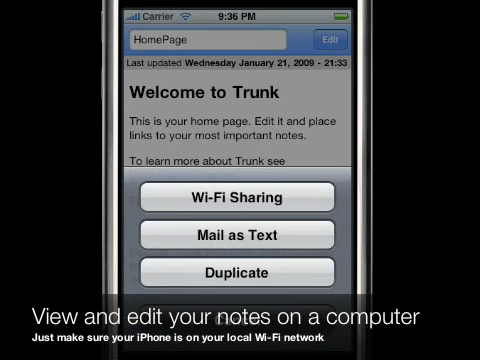 Carrier 9:36 PM
HomePage Edit
Last updated Wednesday January 21, 2009 - 21:33
Welcome to Trunk
This is your home page. Edit it and place
links to your most important notes.
To learn more about Trunk see
Wi-Fi Sharing
Mail as Text
Duplicate
View and edit your notes on a computer
Just make sure your iPhone is on your local Wi-Fi network